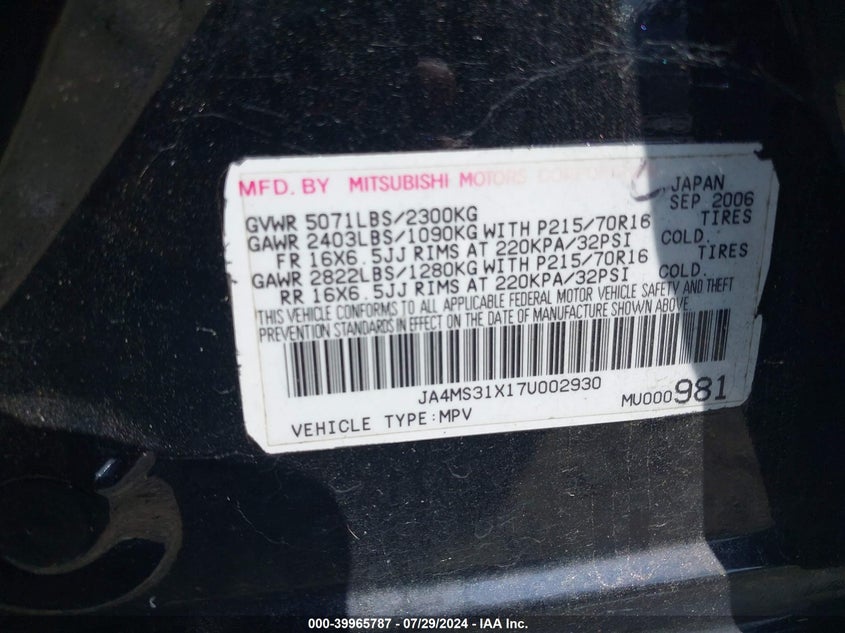 MFD. BY MITSUBISHI MOTORS CORPORATION JAPAN
SEP 2006
GVWR 5071LBS/2300KG
GAWR 2403LBS/1090KG WITH P215/70R16 TIRES
FR 16X6.5JJ RIMS AT 220KPA/32PSI COLD.
GAWR 2822LBS/1280KG WITH P215/70R16 TIRES
RR 16X6.5JJ RIMS AT 220KPA/32PSI COLD.
THIS VEHICLE CONFORMS TO ALL APPLICABLE FEDERAL MOTOR VEHICLE SAFETY AND THEFT
PREVENTION STANDARDS IN EFFECT ON THE DATE OF MANUFACTURE SHOWN ABOVE.
JA4MS31X17U002930
VEHICLE TYPE:MPV MU000981
000-39965787 - 07/29/2024 - IAA Inc.